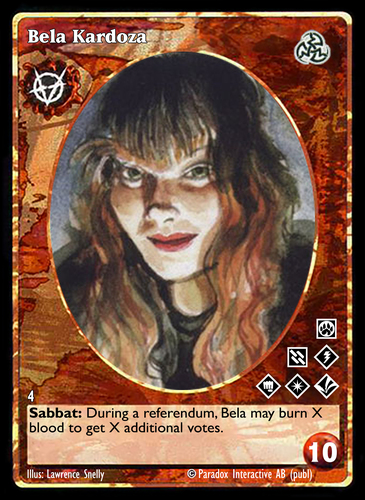 Bela Kardoza
4
Sabbat: During a referendum, Bela may burn X
blood to get X additional votes.
10
Illus: Lawrence Snelly
© Paradox Interactive AB (publ)